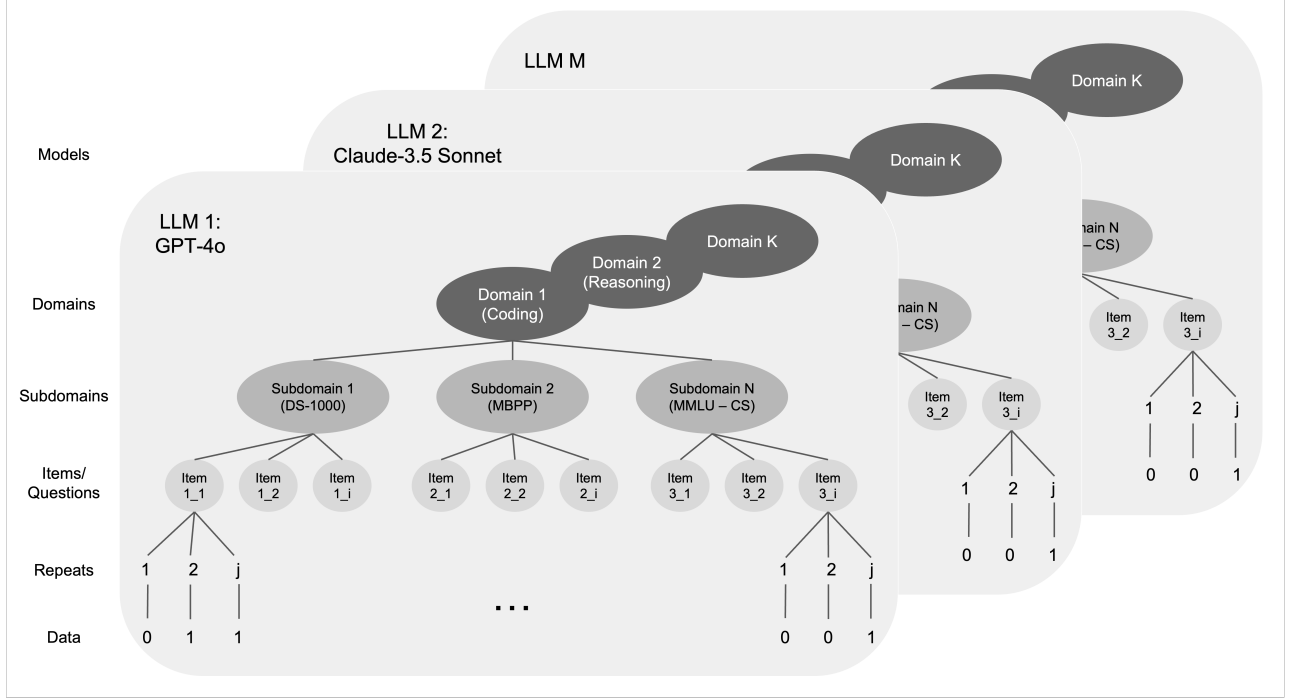 LLM M
Domain K
LLM 2:
Claude-3.5 Sonnet
Domain K
Models
LLM 1:
GPT-4o
Domain K
Domain 2
(Reasoning)
Domain 1
(Coding)
Domains
N
– CS)
N
– CS)
Item
3_2
Item
3_i
Subdomains
Subdomain 1
(DS-1000)
Subdomain 2
(MBPP)
Subdomain N
(MMLU – CS)
Item
3_2
Item
3_i
1 2 j
0 0 1
Items/
Questions
Item
1_1
Item
1_2
Item
1_i
Item
2_1
Item
2_2
Item
2_i
Item
3_1
Item
3_2
Item
3_i
1 2 j
0 0 1
Repeats
1 2 j
1 2 j
...
Data
0 1 1
0 0 1